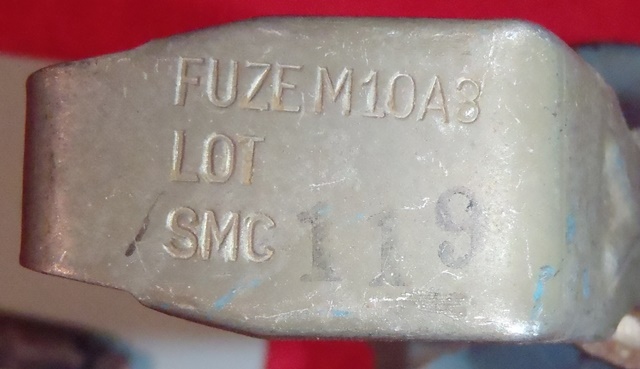 FUZE M10A3
LOT
SMC 119